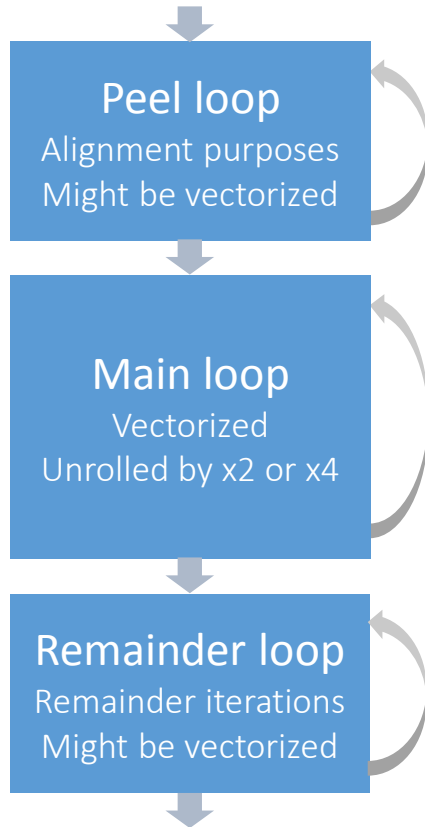 Peel loop
Alignment purposes
Might be vectorized
Main loop
Vectorized
Unrolled by x2 or x4
Remainder loop
Remainder iterations
Might be vectorized